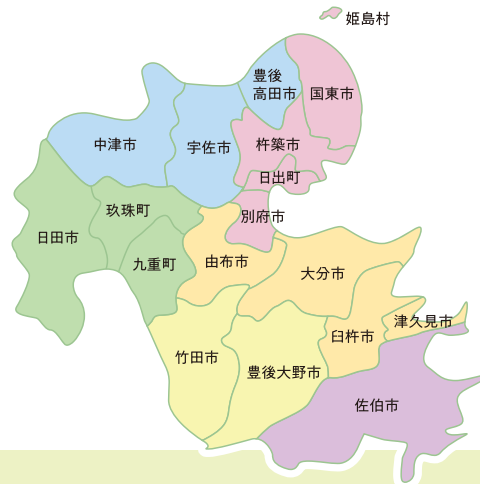 姫島村
豊後
高田市
国東市
中津市
宇佐市
杵築市
日出町
玖珠町
別府市
日田市
九重町
由布市
大分市
津久見市
臼杵市
竹田市
豊後大野市
佐伯市